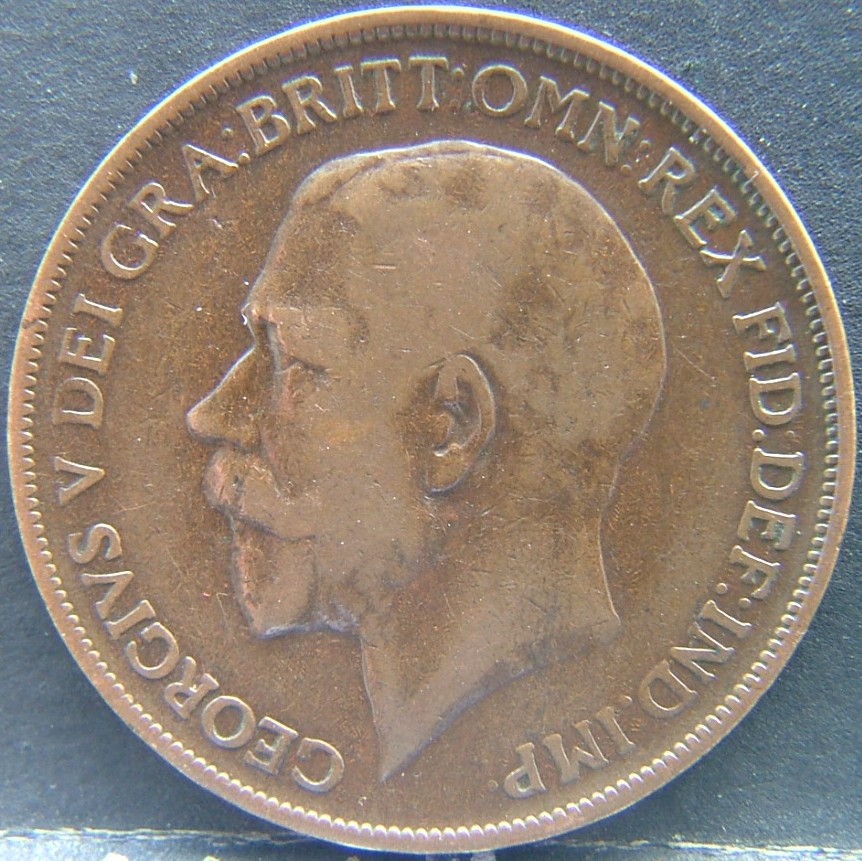 GEORGIVS V DEI GRA:BRITT:OMN:REX FID:DEF:IND:IMP